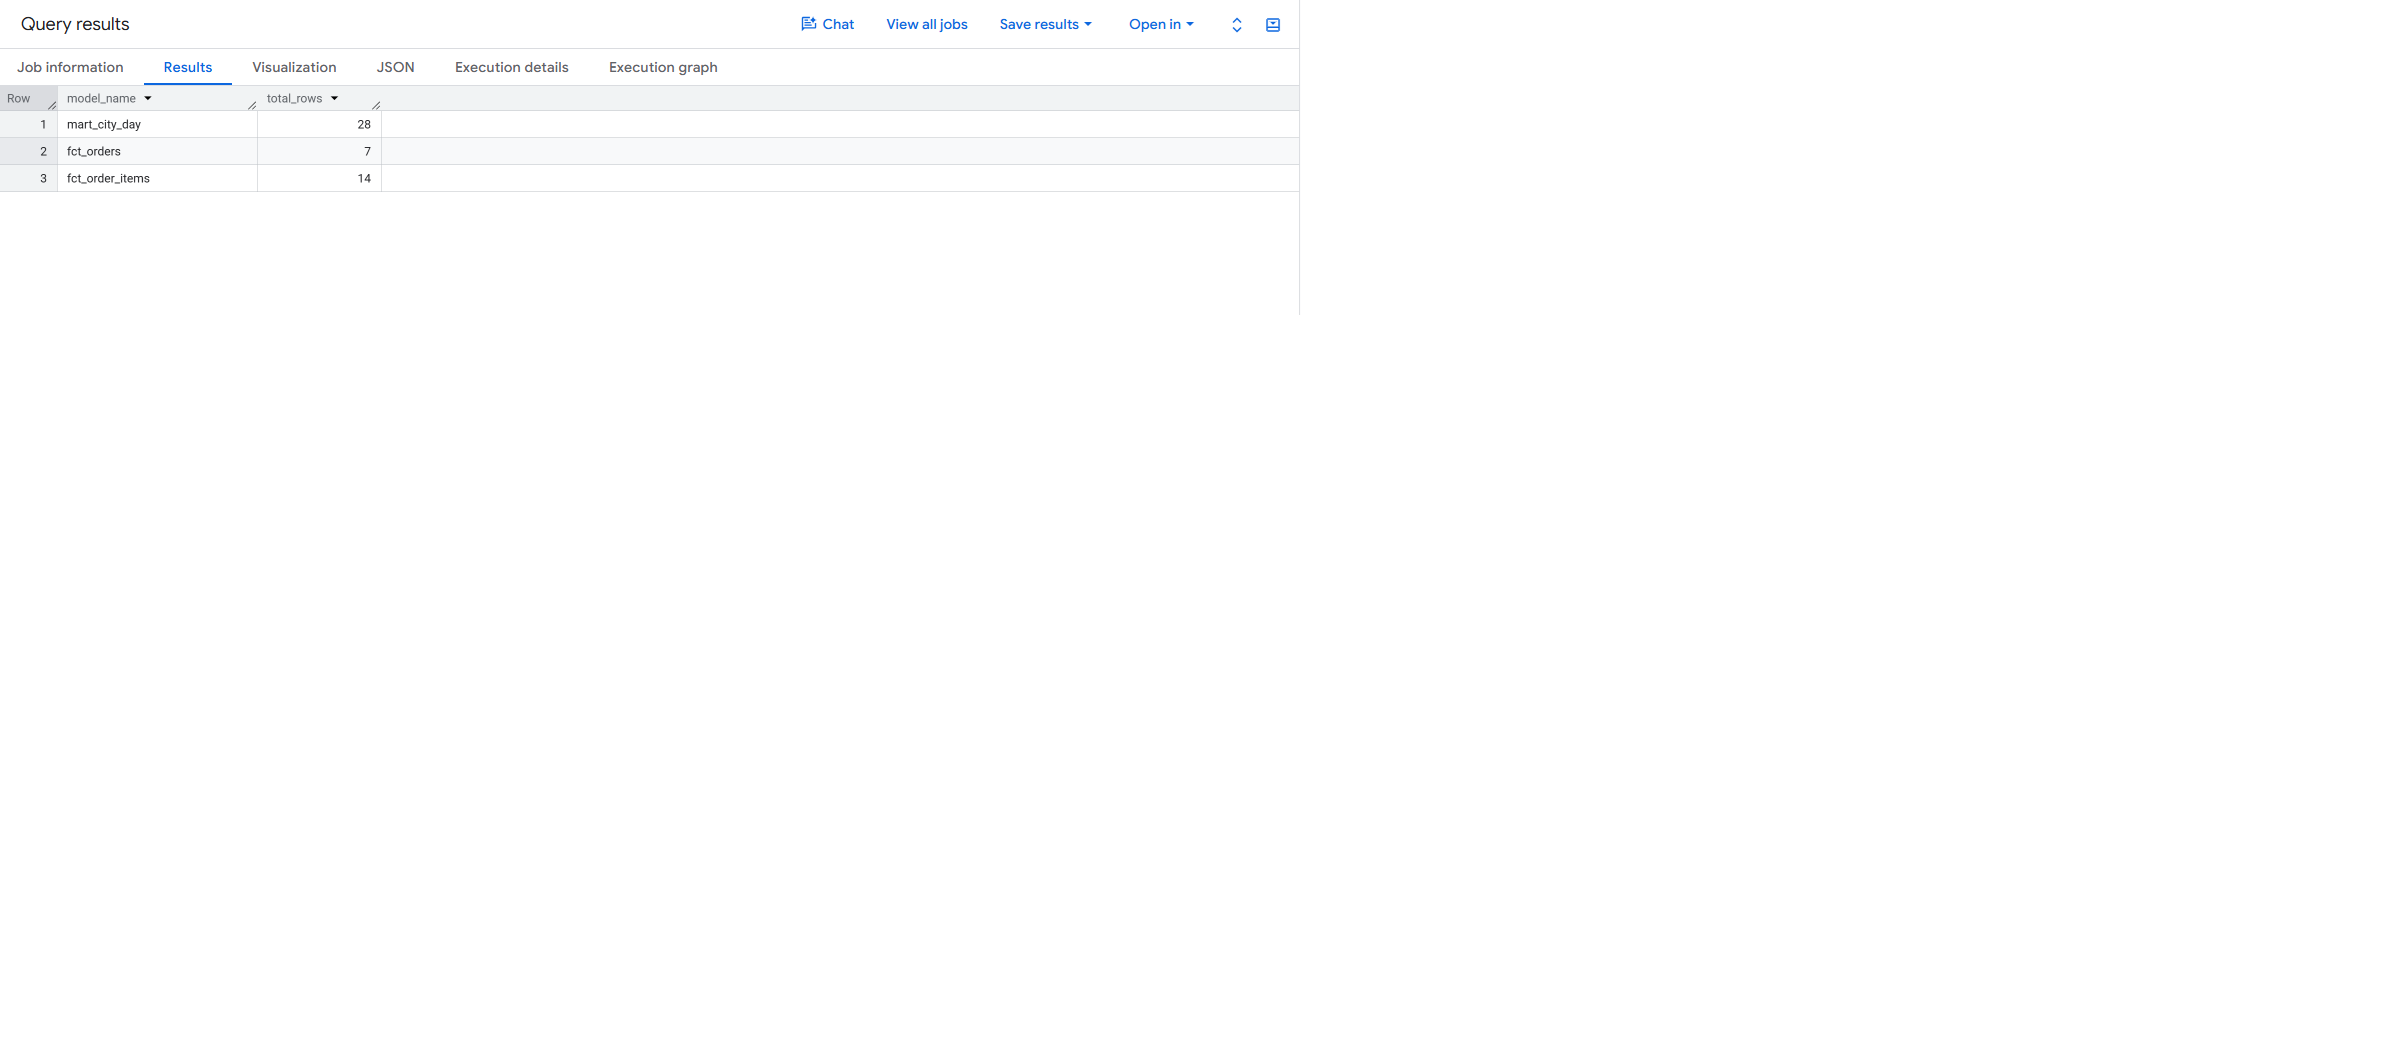 Query results Chat View all jobs Save results Open in
Job information Results Visualization JSON Execution details Execution graph
Row model_name total_rows
1 mart_city_day 28
2 fct_orders 7
3 fct_order_items 14